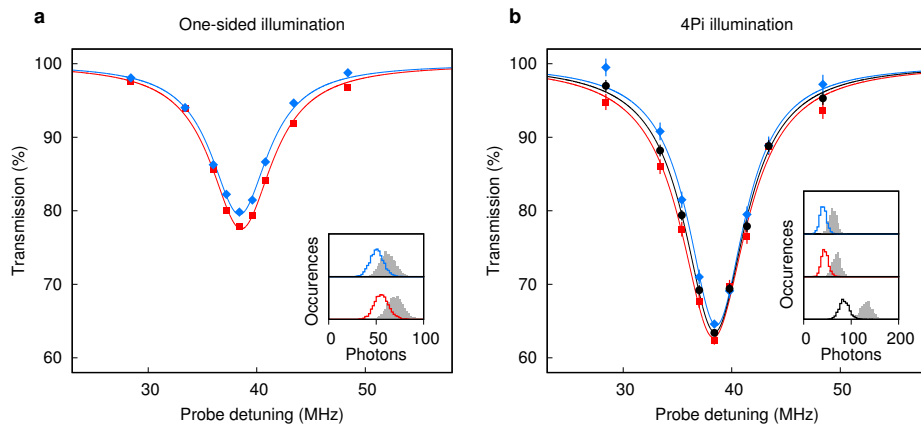 a
One-sided illumination
100
90
80
70
60
Transmission (%)
30
40
50
Probe detuning (MHz)
Occurences
0
50
100
Photons
b
4Pi illumination
100
90
80
70
60
Transmission (%)
30
40
50
Probe detuning (MHz)
Occurences
0
100
200
Photons